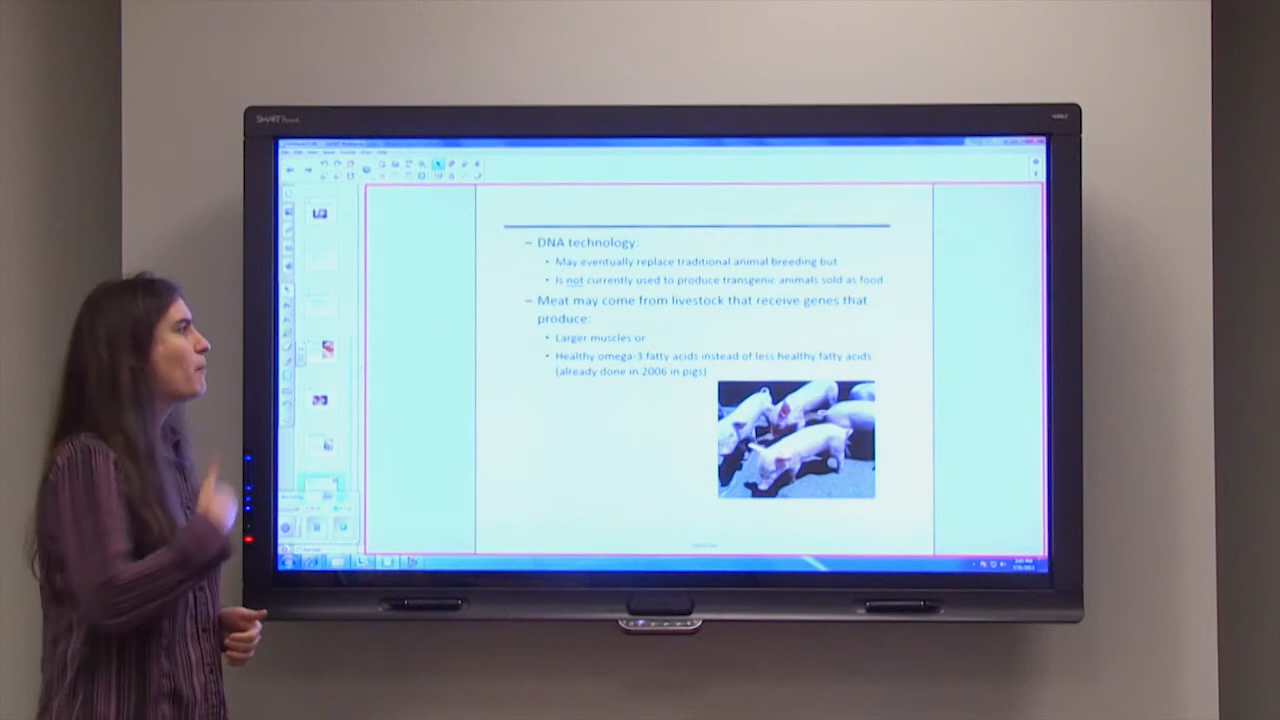 SMART Board
– DNA technology:
• May eventually replace traditional animal breeding but
• Is not currently used to produce transgenic animals sold as food
– Meat may come from livestock that receive genes that
produce:
• Larger muscles or
• Healthy omega-3 fatty acids instead of less healthy fatty acids
(already done in 2006 in pigs)